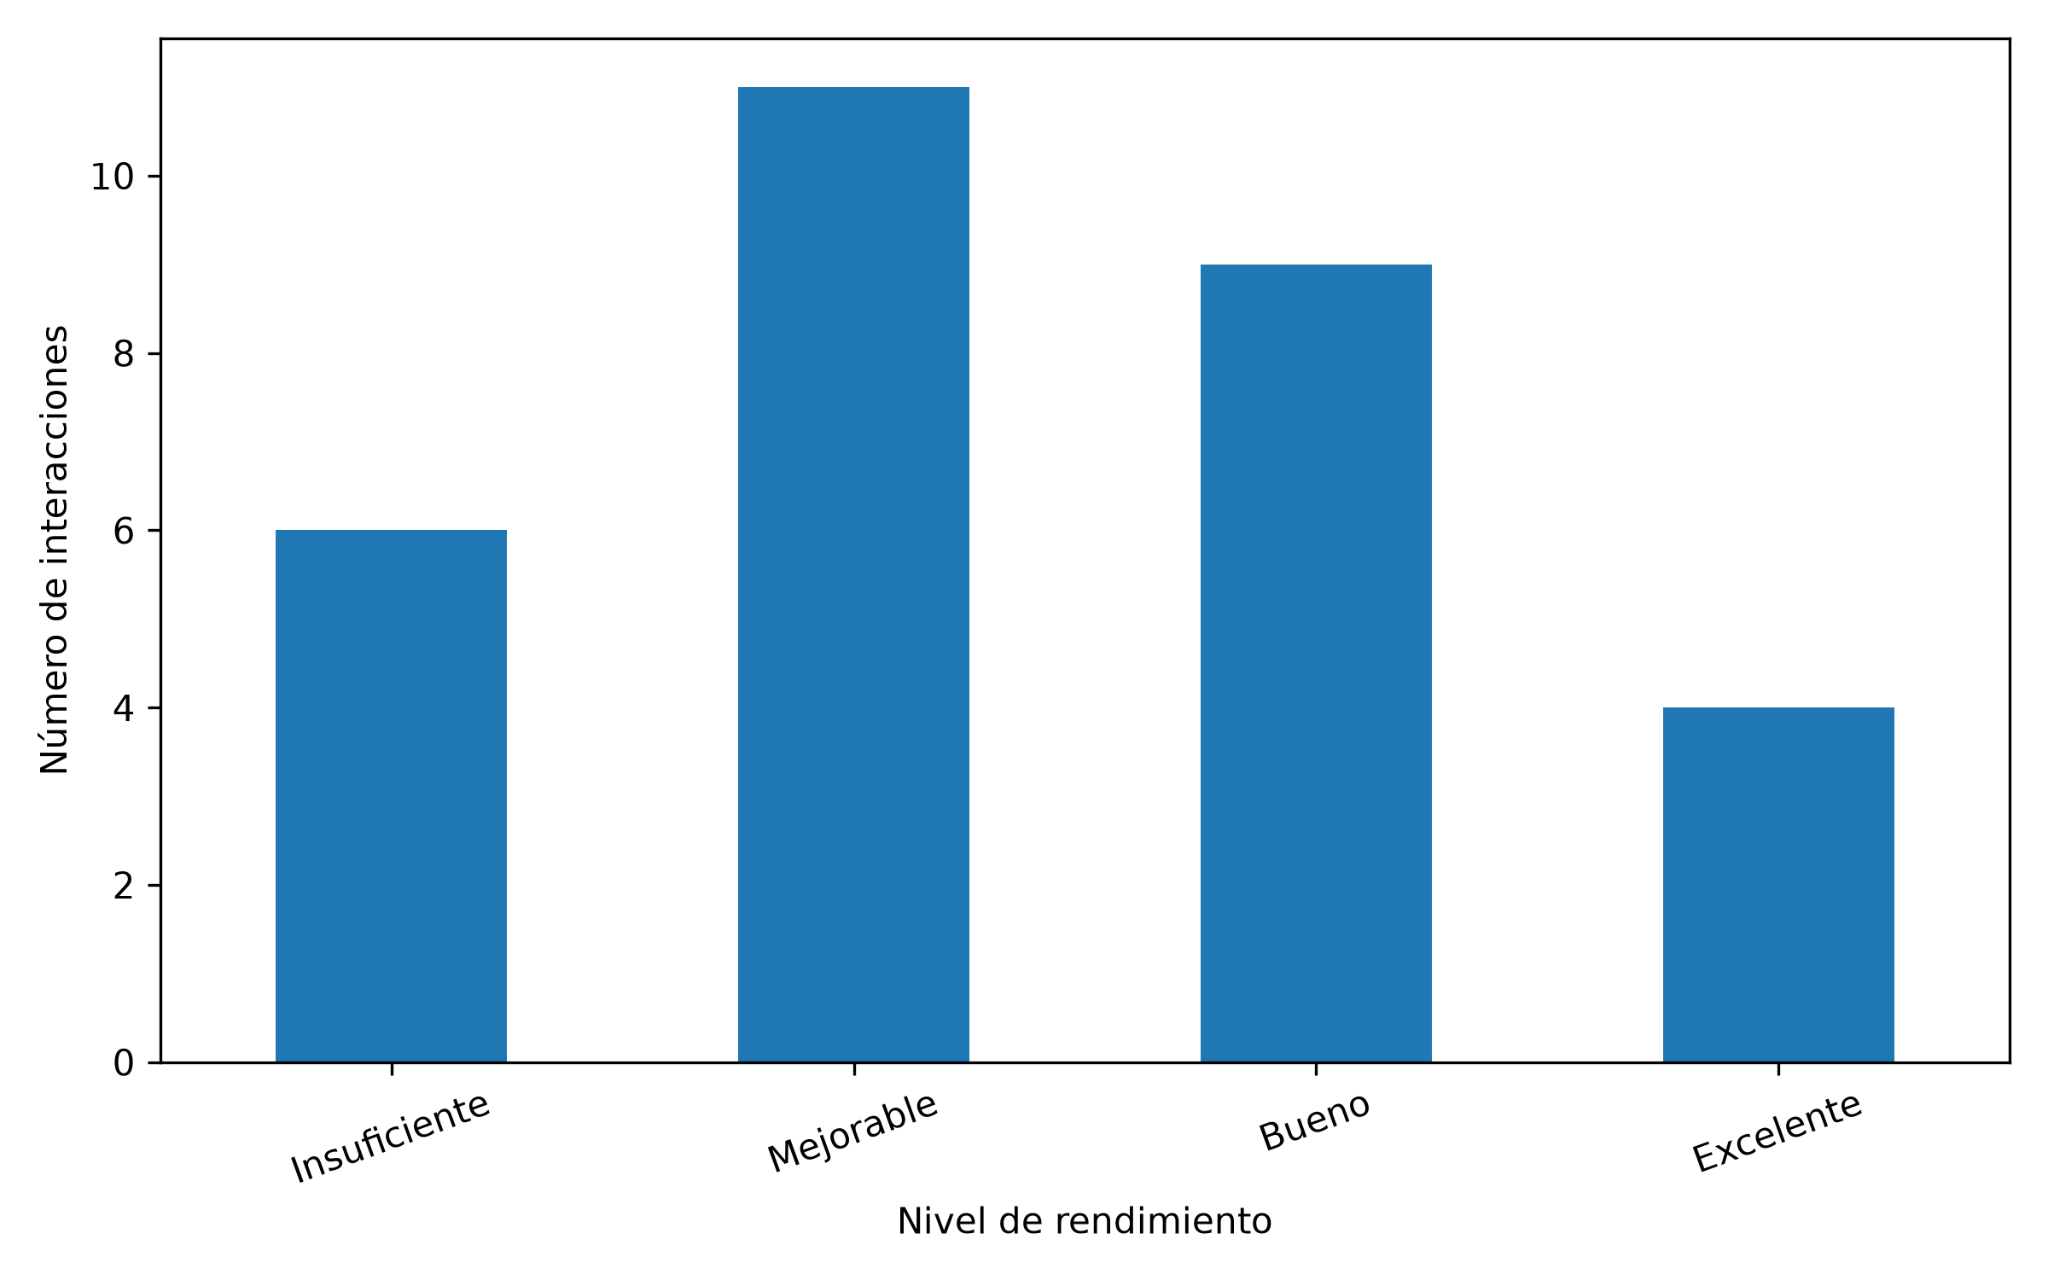 Número de interacciones
10
8
6
4
2
0
Insuficiente
Mejorable
Bueno
Excelente
Nivel de rendimiento